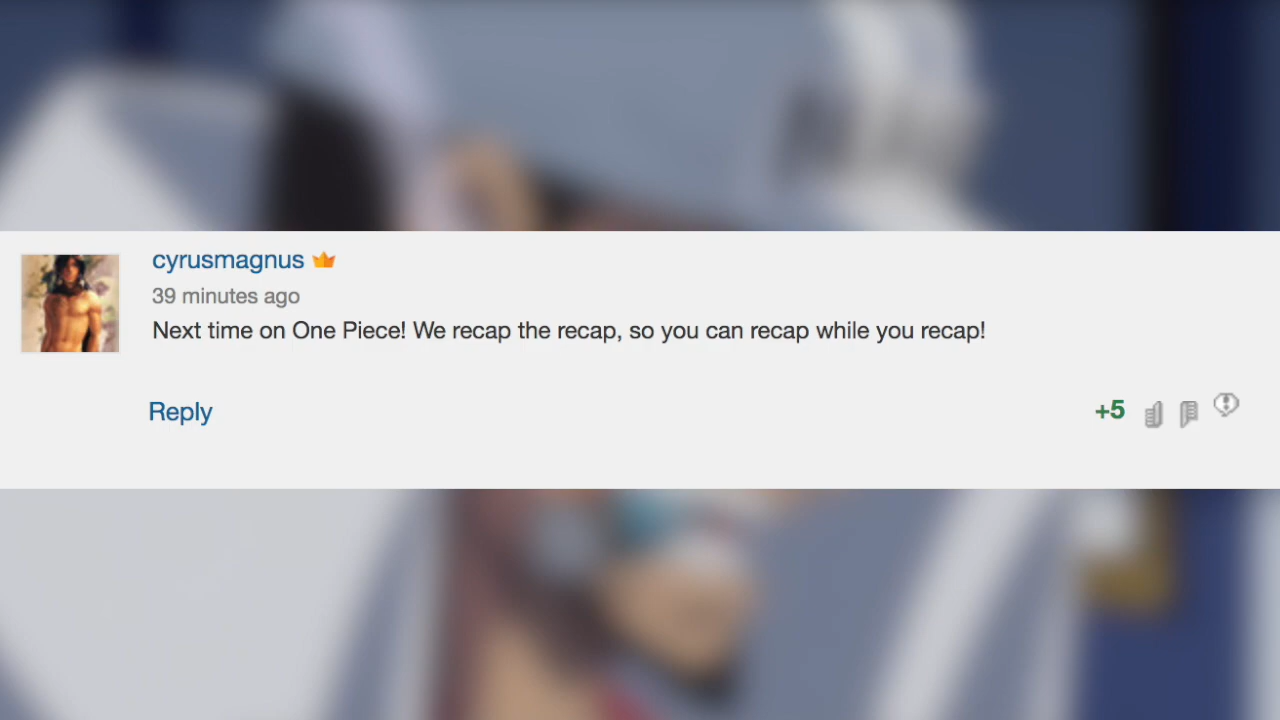 cyrusmagnus
39 minutes ago
Next time on One Piece! We recap the recap, so you can recap while you recap!
Reply
+5